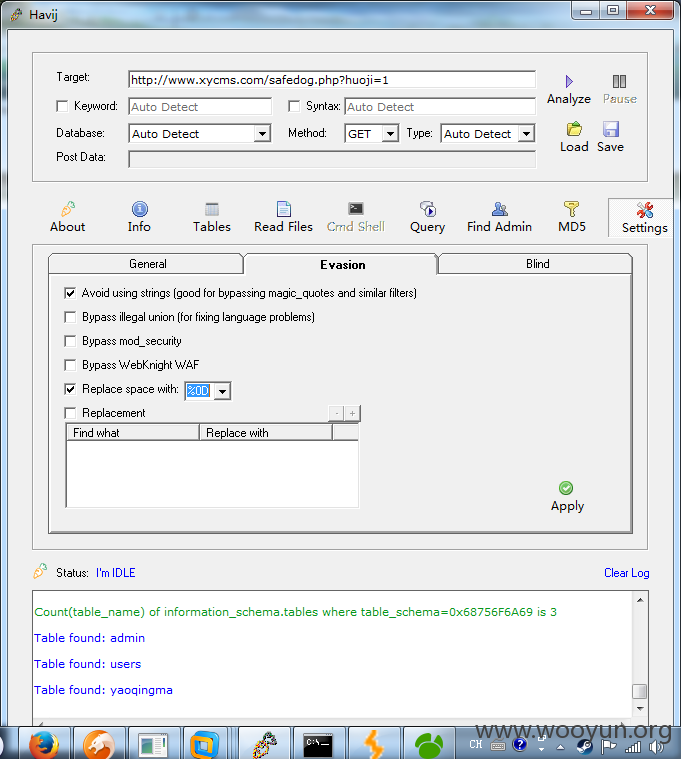 Havij
Target: http://www.xycms.com/safedog.php?huoji=1
Analyze Pause
Keyword: Auto Detect Syntax: Auto Detect
Database: Auto Detect Method: GET Type: Auto Detect
Load Save
Post Data:
About Info Tables Read Files Cmd Shell Query Find Admin MD5 Settings
General Evasion Blind
Avoid using strings (good for bypassing magic_quotes and similar filters)
Bypass illegal union (for fixing language problems)
Bypass mod_security
Bypass WebKnight WAF
Replace space with: %0D
Replacement - +
Find what Replace with
Apply
Status: I'm IDLE Clear Log
Count(table_name) of information_schema.tables where table_schema=0x68756F6A69 is 3
Table found: admin
Table found: users
Table found: yaoqingma
www.wooyun.org
CH